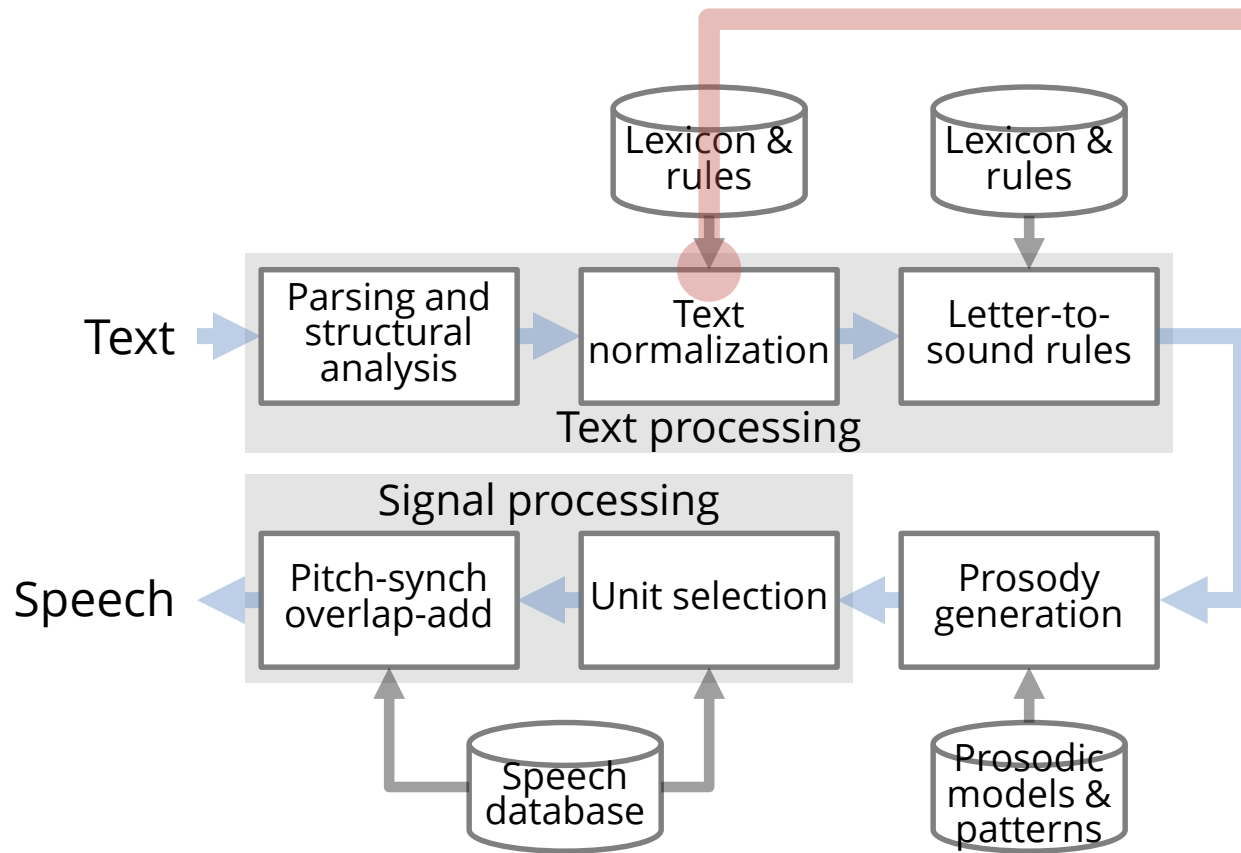 Lexicon &
rules
Lexicon &
rules
Text
Parsing and
structural
analysis
Text
normalization
Letter-to-
sound rules
Text processing
Signal processing
Speech
Pitch-synch
overlap-add
Unit selection
Prosody
generation
Speech
database
Prosodic
models &
patterns